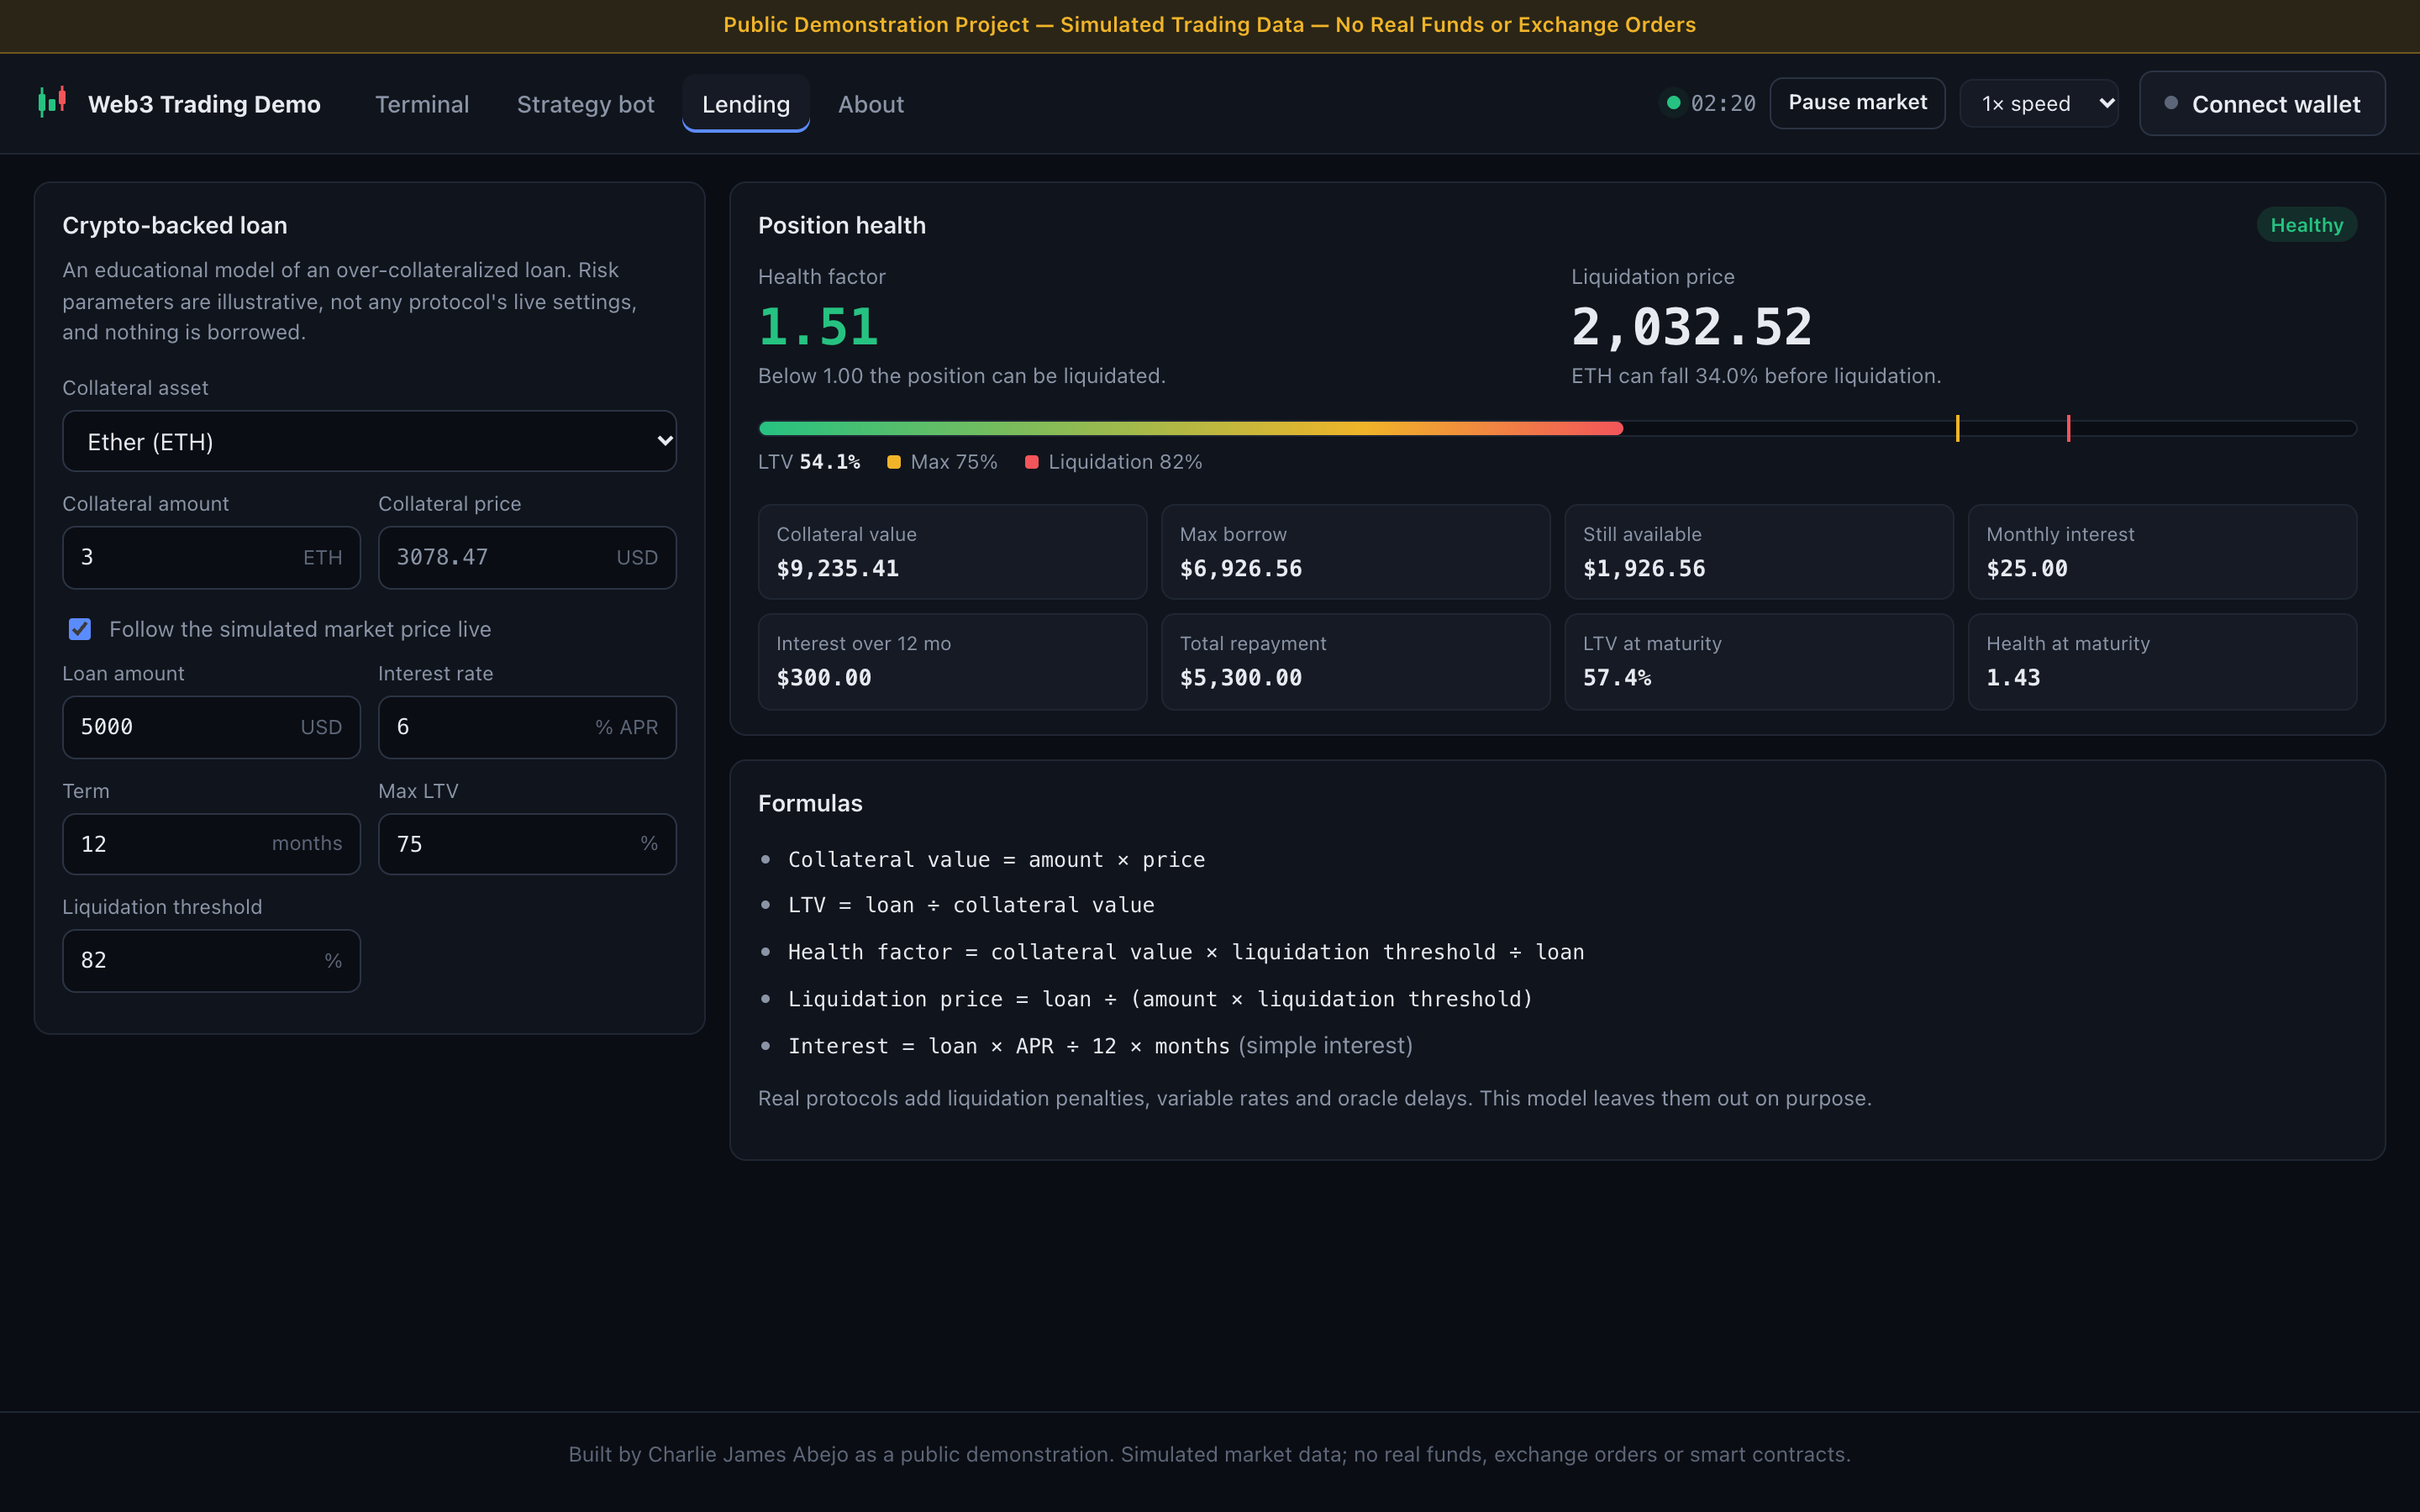 Public Demonstration Project — Simulated Trading Data — No Real Funds or Exchange Orders
Web3 Trading Demo
Terminal
Strategy bot
Lending
About
02:20
Pause market
1× speed
Connect wallet
Crypto-backed loan
An educational model of an over-collateralized loan. Risk
parameters are illustrative, not any protocol's live settings,
and nothing is borrowed.
Collateral asset
Ether (ETH)
Collateral amount
Collateral price
3 ETH
3078.47 USD
Follow the simulated market price live
Loan amount
Interest rate
5000 USD
6 % APR
Term
Max LTV
12 months
75 %
Liquidation threshold
82 %
Position health
Healthy
Health factor
Liquidation price
1.51
2,032.52
Below 1.00 the position can be liquidated.
ETH can fall 34.0% before liquidation.
LTV 54.1% Max 75% Liquidation 82%
Collateral value
$9,235.41
Max borrow
$6,926.56
Still available
$1,926.56
Monthly interest
$25.00
Interest over 12 mo
$300.00
Total repayment
$5,300.00
LTV at maturity
57.4%
Health at maturity
1.43
Formulas
Collateral value = amount × price
LTV = loan ÷ collateral value
Health factor = collateral value × liquidation threshold ÷ loan
Liquidation price = loan ÷ (amount × liquidation threshold)
Interest = loan × APR ÷ 12 × months (simple interest)
Real protocols add liquidation penalties, variable rates and oracle delays. This model leaves them out on purpose.
Built by Charlie James Abejo as a public demonstration. Simulated market data; no real funds, exchange orders or smart contracts.